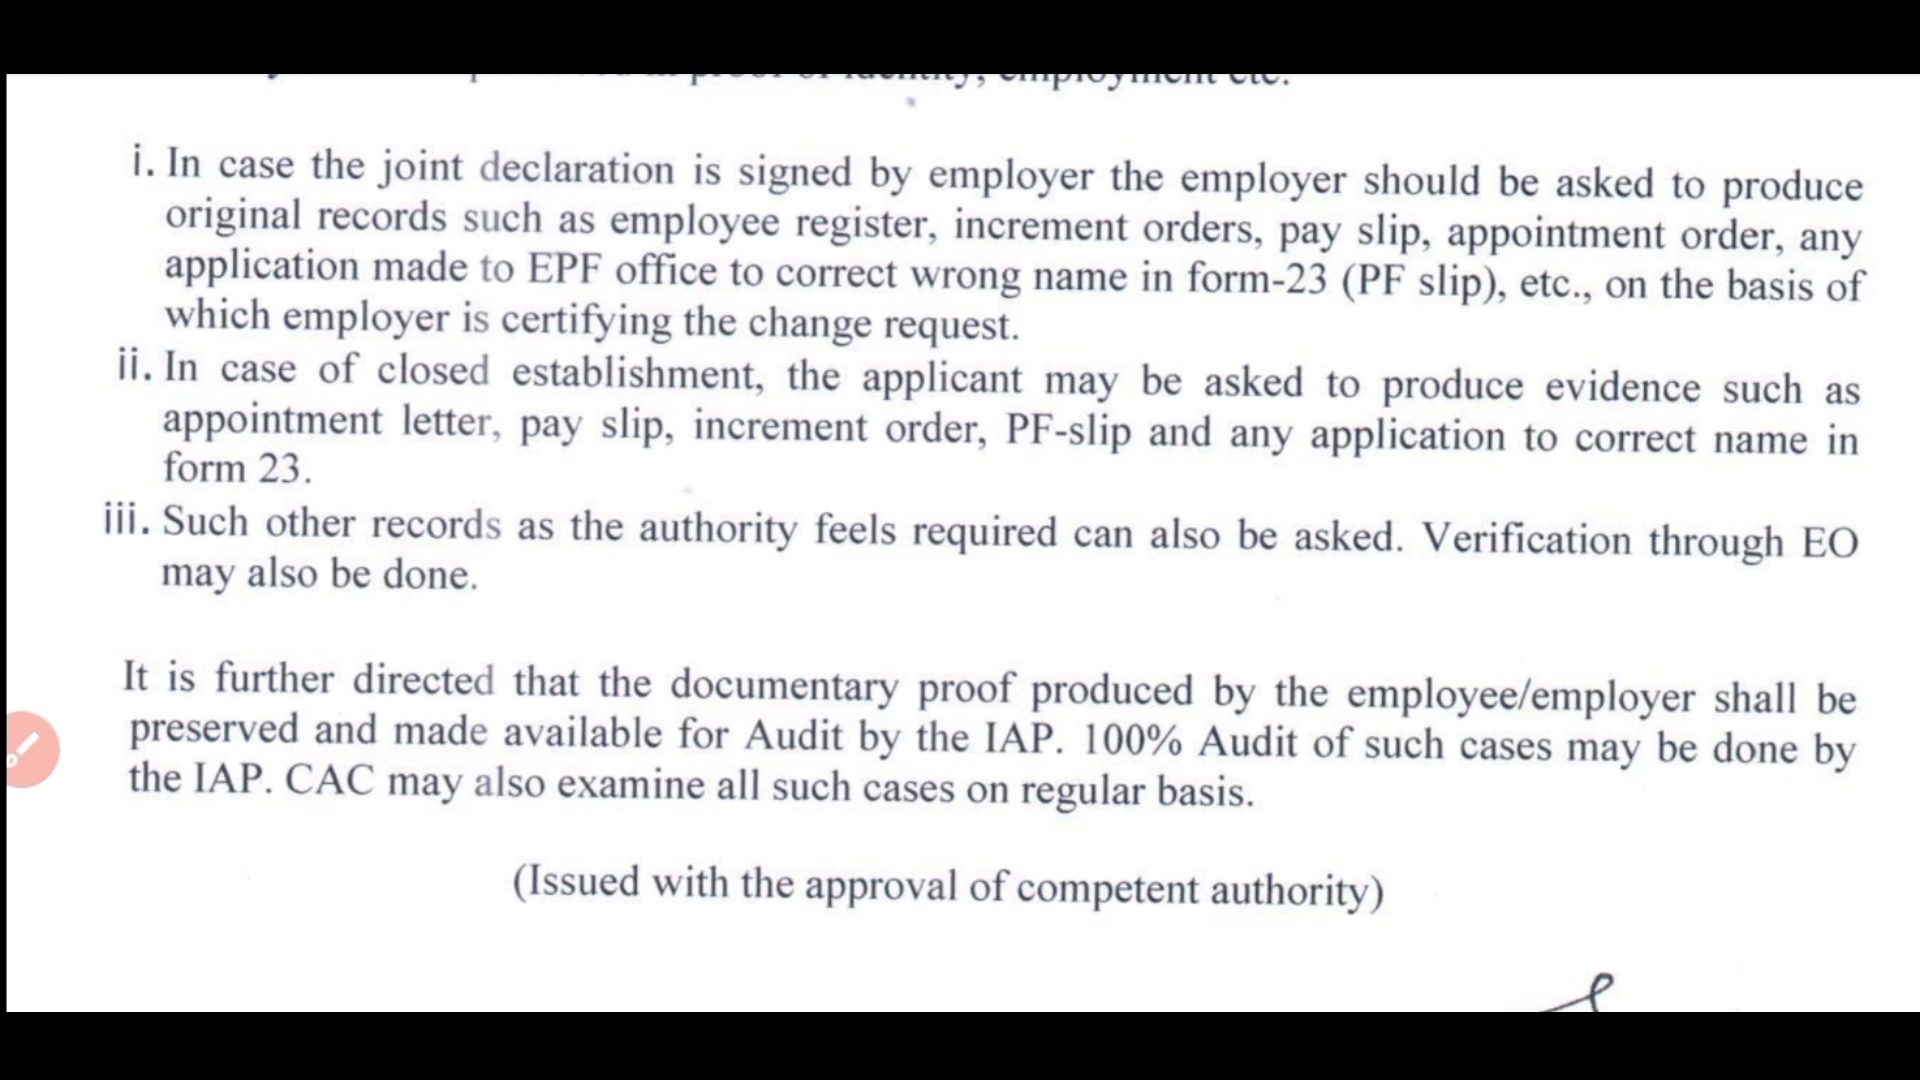 proof of identity, employment etc.
i. In case the joint declaration is signed by employer the employer should be asked to produce
original records such as employee register, increment orders, pay slip, appointment order, any
application made to EPF office to correct wrong name in form-23 (PF slip), etc., on the basis of
which employer is certifying the change request.
ii. In case of closed establishment, the applicant may be asked to produce evidence such as
appointment letter, pay slip, increment order, PF-slip and any application to correct name in
form 23.
iii. Such other records as the authority feels required can also be asked. Verification through EO
may also be done.
It is further directed that the documentary proof produced by the employee/employer shall be
preserved and made available for Audit by the IAP. 100% Audit of such cases may be done by
the IAP. CAC may also examine all such cases on regular basis.
(Issued with the approval of competent authority)